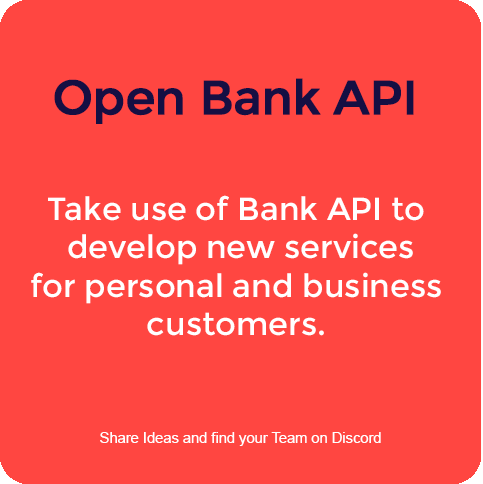 Open Bank API
Take use of Bank API to
develop new services
for personal and business
customers.
Share Ideas and find your Team on Discord